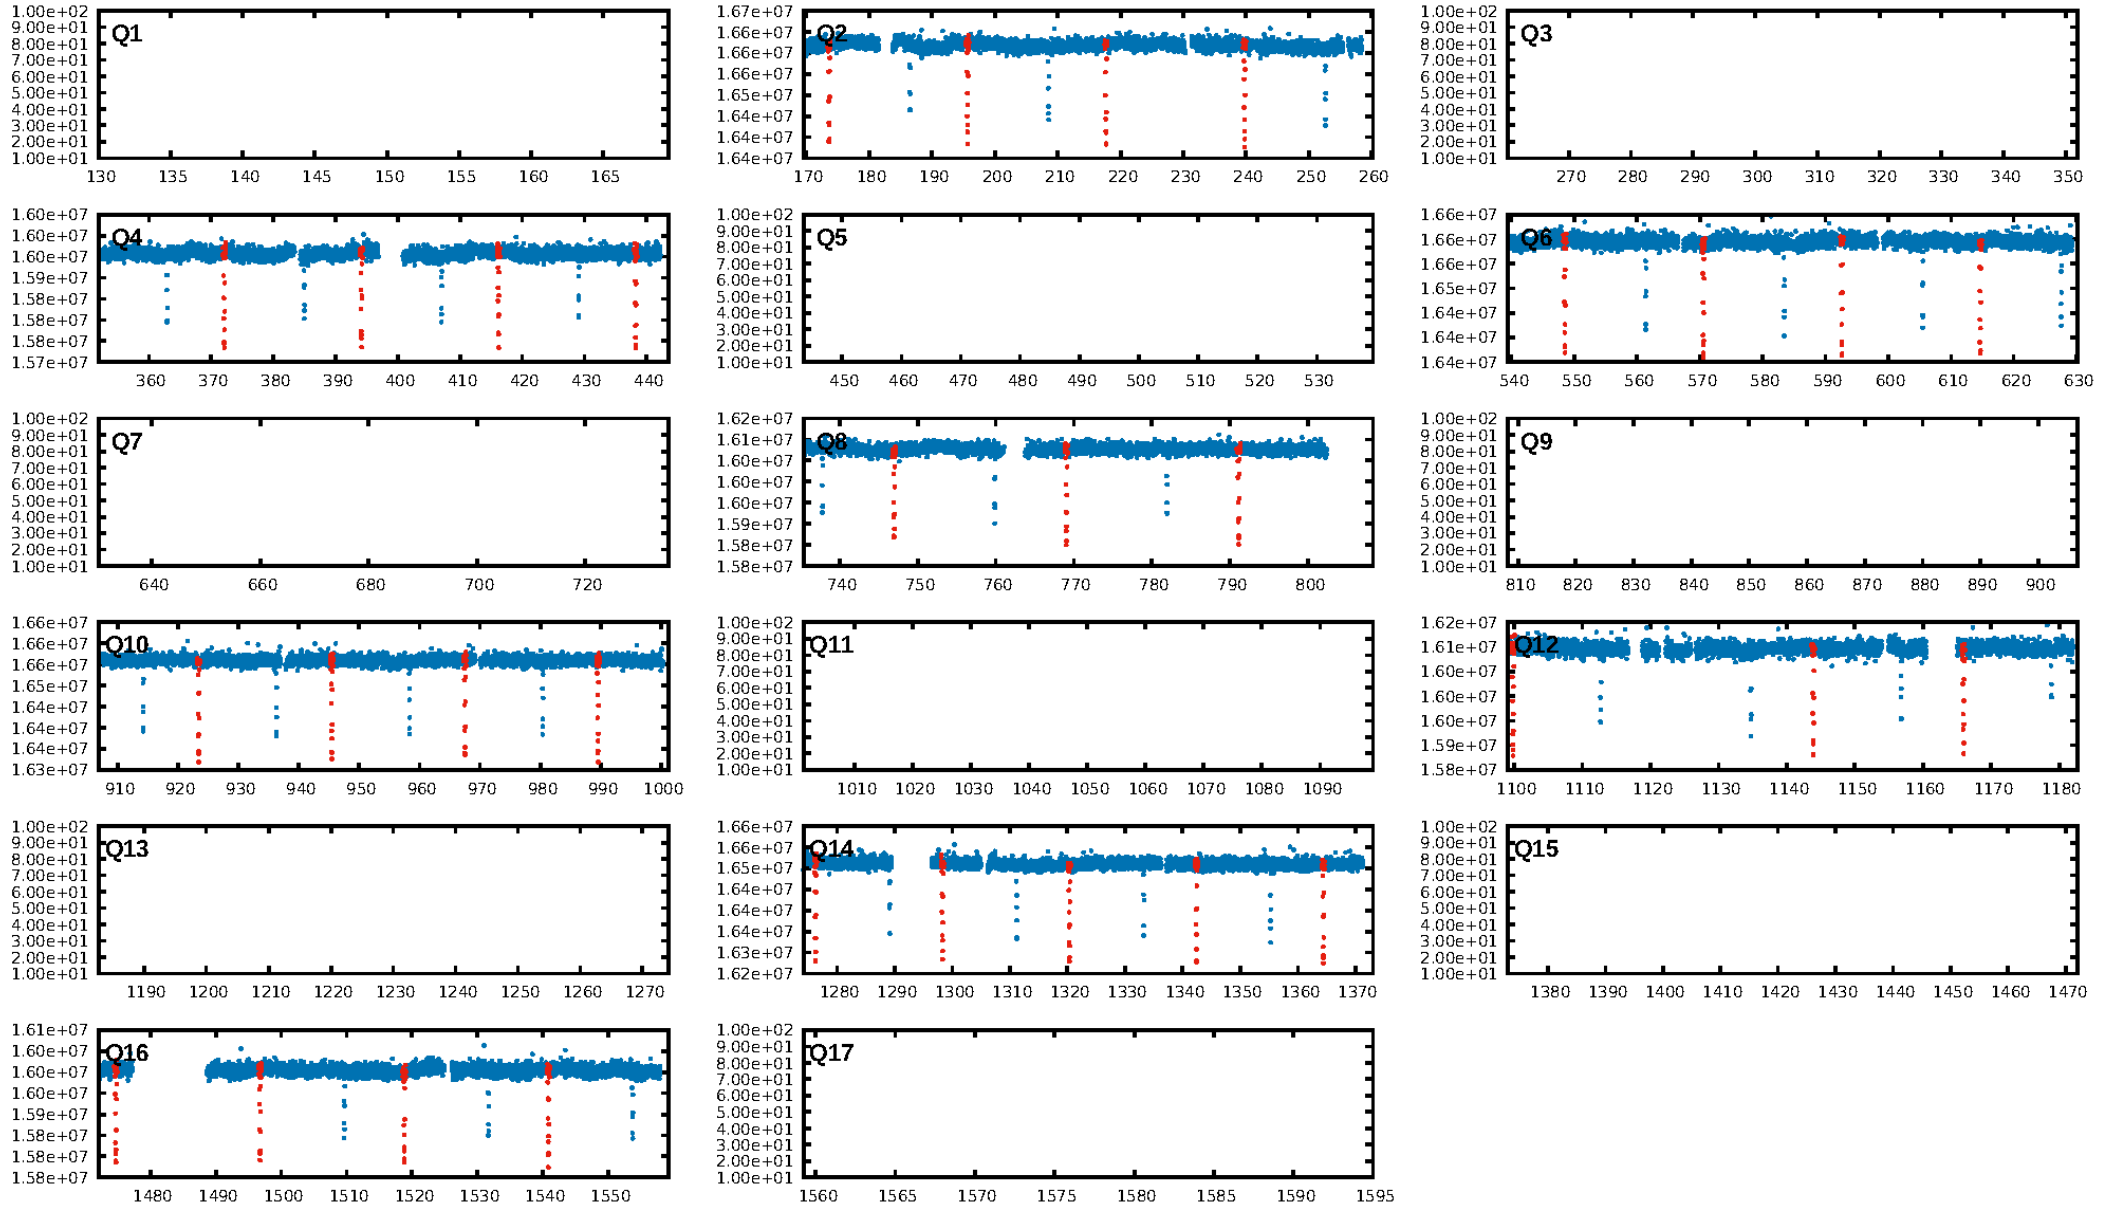 Q1
1.00e+02
9.00e+01
8.00e+01
7.00e+01
6.00e+01
5.00e+01
4.00e+01
3.00e+01
2.00e+01
1.00e+01
130 135 140 145 150 155 160 165
Q2
1.67e+07
1.66e+07
1.66e+07
1.66e+07
1.65e+07
1.64e+07
1.64e+07
1.64e+07
170 180 190 200 210 220 230 240 250 260
Q3
1.00e+02
9.00e+01
8.00e+01
7.00e+01
6.00e+01
5.00e+01
4.00e+01
3.00e+01
2.00e+01
1.00e+01
270 280 290 300 310 320 330 340 350
Q4
1.60e+07
1.60e+07
1.60e+07
1.59e+07
1.58e+07
1.58e+07
1.58e+07
1.57e+07
360 370 380 390 400 410 420 430 440
Q5
1.00e+02
9.00e+01
8.00e+01
7.00e+01
6.00e+01
5.00e+01
4.00e+01
3.00e+01
2.00e+01
1.00e+01
450 460 470 480 490 500 510 520 530
Q6
1.66e+07
1.66e+07
1.66e+07
1.65e+07
1.64e+07
1.64e+07
1.64e+07
540 550 560 570 580 590 600 610 620 630
Q7
1.00e+02
9.00e+01
8.00e+01
7.00e+01
6.00e+01
5.00e+01
4.00e+01
3.00e+01
2.00e+01
1.00e+01
640 660 680 700 720
Q8
1.62e+07
1.61e+07
1.60e+07
1.60e+07
1.60e+07
1.59e+07
1.58e+07
1.58e+07
740 750 760 770 780 790 800
Q9
1.00e+02
9.00e+01
8.00e+01
7.00e+01
6.00e+01
5.00e+01
4.00e+01
3.00e+01
2.00e+01
1.00e+01
810 820 830 840 850 860 870 880 890 900
Q10
1.66e+07
1.66e+07
1.66e+07
1.65e+07
1.64e+07
1.64e+07
1.64e+07
1.63e+07
910 920 930 940 950 960 970 980 990 1000
Q11
1.00e+02
9.00e+01
8.00e+01
7.00e+01
6.00e+01
5.00e+01
4.00e+01
3.00e+01
2.00e+01
1.00e+01
1010 1020 1030 1040 1050 1060 1070 1080 1090
Q12
1.62e+07
1.61e+07
1.60e+07
1.60e+07
1.60e+07
1.59e+07
1.58e+07
1100 1110 1120 1130 1140 1150 1160 1170 1180
Q13
1.00e+02
9.00e+01
8.00e+01
7.00e+01
6.00e+01
5.00e+01
4.00e+01
3.00e+01
2.00e+01
1.00e+01
1190 1200 1210 1220 1230 1240 1250 1260 1270
Q14
1.66e+07
1.66e+07
1.65e+07
1.64e+07
1.64e+07
1.64e+07
1.63e+07
1.62e+07
1280 1290 1300 1310 1320 1330 1340 1350 1360 1370
Q15
1.00e+02
9.00e+01
8.00e+01
7.00e+01
6.00e+01
5.00e+01
4.00e+01
3.00e+01
2.00e+01
1.00e+01
1380 1390 1400 1410 1420 1430 1440 1450 1460 1470
Q16
1.61e+07
1.60e+07
1.60e+07
1.60e+07
1.59e+07
1.58e+07
1.58e+07
1.58e+07
1480 1490 1500 1510 1520 1530 1540 1550
Q17
1.00e+02
9.00e+01
8.00e+01
7.00e+01
6.00e+01
5.00e+01
4.00e+01
3.00e+01
2.00e+01
1.00e+01
1560 1565 1570 1575 1580 1585 1590 1595